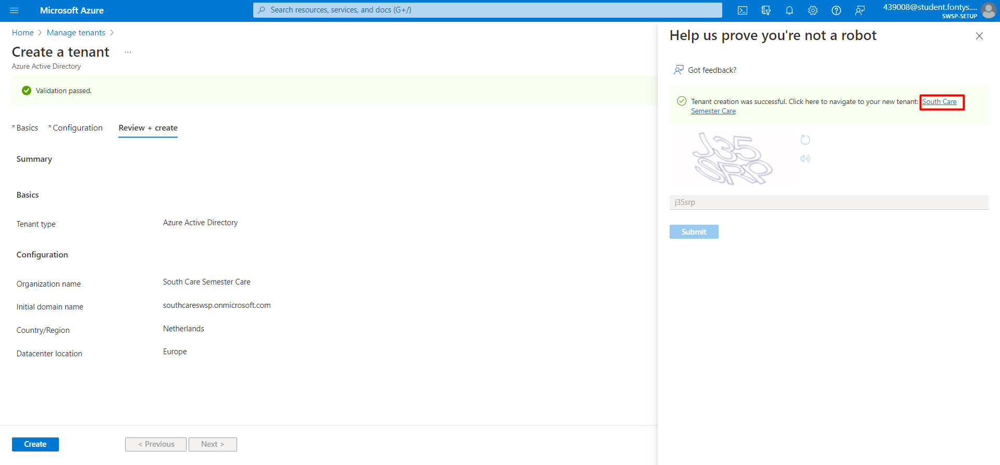 Microsoft Azure
Search resources, services, and docs (G+/)
439008@student.fontys....
SWSP-SETUP
Home > Manage tenants >
Create a tenant ...
Azure Active Directory
Validation passed.
* Basics * Configuration Review + create
Summary
Basics
Tenant type Azure Active Directory
Configuration
Organization name South Care Semester Care
Initial domain name southcareswsp.onmicrosoft.com
Country/Region Netherlands
Datacenter location Europe
Create < Previous Next >
Help us prove you're not a robot
Got feedback?
Tenant creation was successful. Click here to navigate to your new tenant: South Care
Semester Care
J35
SRP
j35srp
Submit